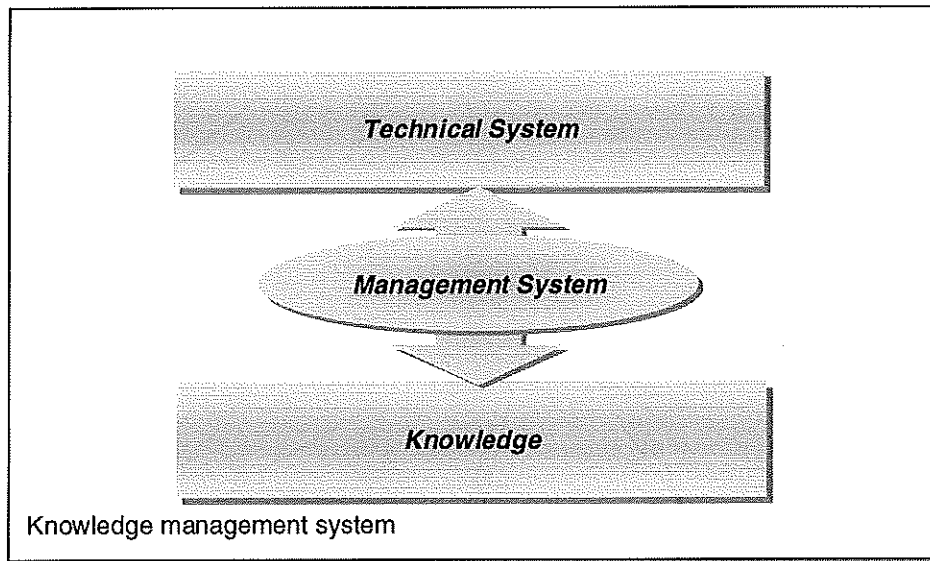 Technical System
Management System
Knowledge
Knowledge management system